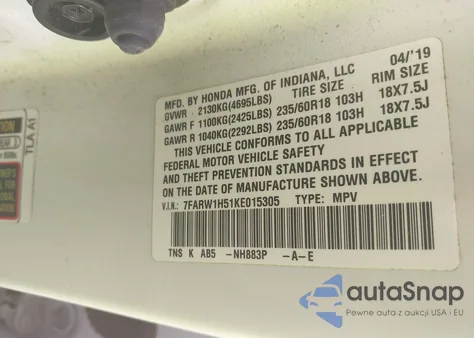 MFD. BY HONDA MFG. OF INDIANA, LLC 04/'19
GVWR 2130KG(4695LBS) TIRE SIZE RIM SIZE
GAWR F 1100KG(2425LBS) 235/60R18 103H 18X7.5J
GAWR R 1040KG(2292LBS) 235/60R18 103H 18X7.5J
THIS VEHICLE CONFORMS TO ALL APPLICABLE
FEDERAL MOTOR VEHICLE SAFETY
AND THEFT PREVENTION STANDARDS IN EFFECT
ON THE DATE OF MANUFACTURE SHOWN ABOVE.
V.I.N.: 7FARW1H51KE015305 TYPE: MPV
TNS K AB5 -NH883P -A-E
TLA A1
autoSnap
Pewne auta z aukcji USA i EU